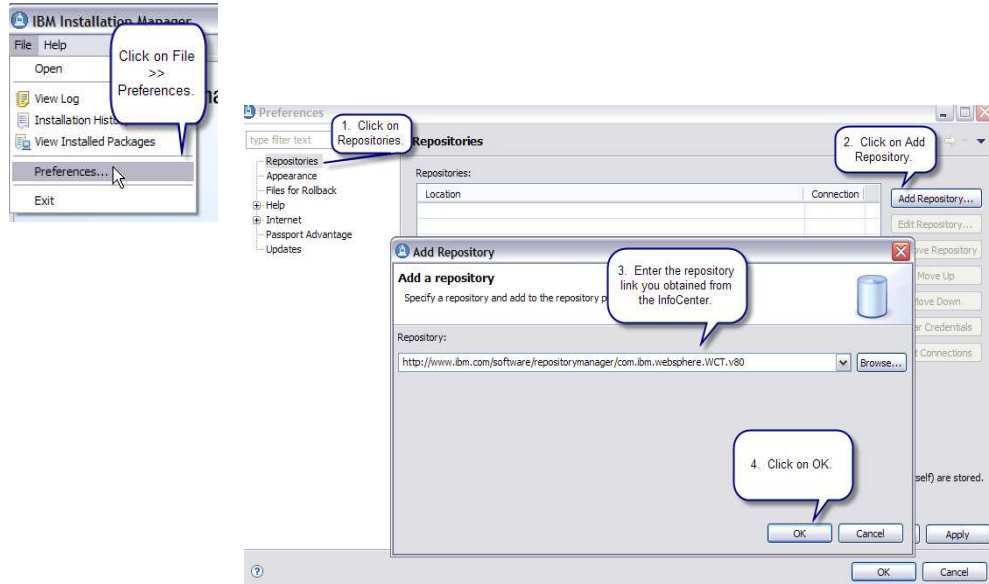 IBM Installation Manager
File Help
Click on File
>>
Preferences.
Open
View Log
Installation History
View Installed Packages
Preferences...
Exit
Preferences
type filter text
1. Click on
Repositories.
Repositories
2. Click on Add
Repository.
Repositories
Appearance
Files for Rollback
Help
Internet
Passport Advantage
Updates
Repositories:
Location
Connection
Add Repository...
Edit Repository...
ove Repository
Move Up
Move Down
ar Credentials
t Connections
Add Repository
Add a repository
Specify a repository and add to the repository p
3. Enter the repository
link you obtained from
the InfoCenter.
Repository:
http://www.ibm.com/software/repositorymanager/com.ibm.websphere.WCT.v80
Browse...
4. Click on OK.
self) are stored.
OK
Cancel
Apply
OK
Cancel